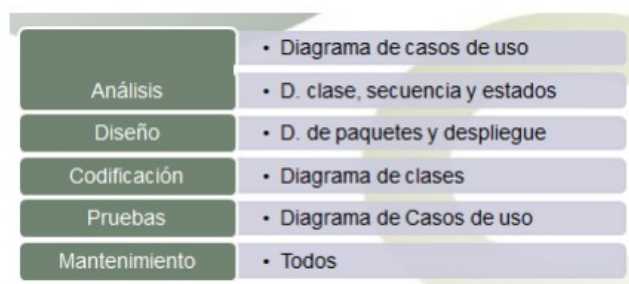 • Diagrama de casos de uso
Análisis • D. clase, secuencia y estados
Diseño • D. de paquetes y despliegue
Codificación • Diagrama de clases
Pruebas • Diagrama de Casos de uso
Mantenimiento • Todos